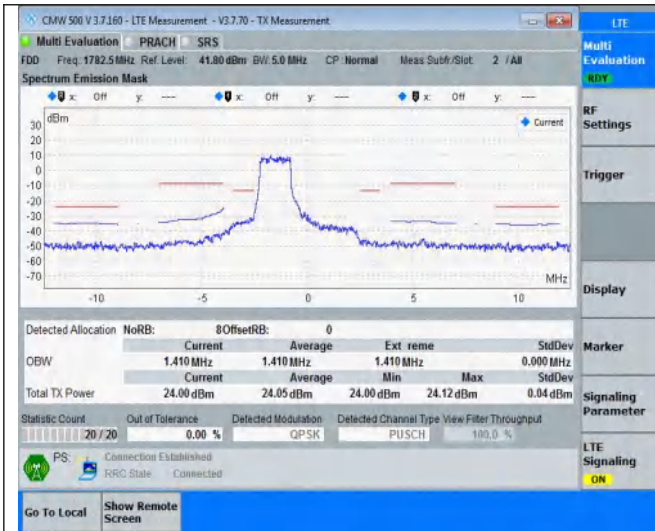 CMW 500 V 3.7.160 - LTE Measurement - V3.7.70 - TX Measurement
LTE
Multi Evaluation PRACH SRS
Multi
Evaluation
RDY
FDD Freq: 1782.5 MHz Ref. Level: 41.80 dBm BW: 5.0 MHz CP :Normal Meas Subfr./Slot: 2 / All
Spectrum Emission Mask
x: Off y: --- x: Off y: --- x: Off y: ---
dBm
Current
30
20
10
0
-10
-20
-30
-40
-50
-60
-70
MHz
-10 -5 0 5 10
RF
Settings
Trigger
Display
Marker
Signaling
Parameter
LTE
Signaling
ON
Detected Allocation NoRB: 8 OffsetRB: 0
Current Average Ext reme StdDev
OBW 1.410 MHz 1.410 MHz 1.410 MHz 0.000 MHz
Current Average Min Max StdDev
Total TX Power 24.00 dBm 24.05 dBm 24.00 dBm 24.12 dBm 0.04 dBm
Statistic Count Out of Tolerance Detected Modulation Detected Channel Type View Filter Throughput
20 / 20 0.00 % QPSK PUSCH 100.0 %
PS: Connection Established
RRC State: Connected
Go To Local
Show Remote
Screen